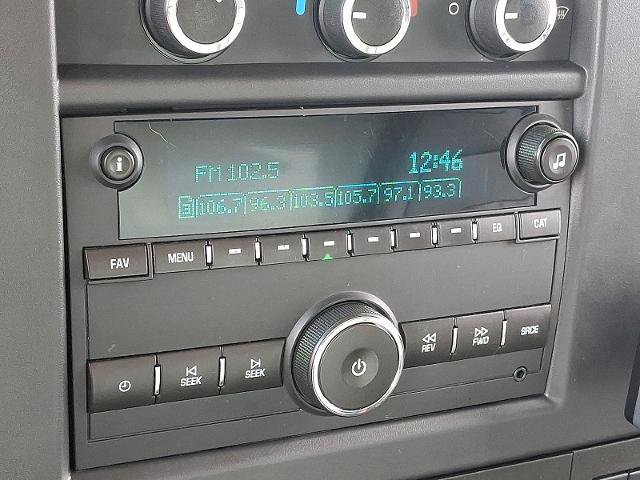 FM 102.5 12:46
3 106.7 96.3 103.5 105.7 97.1 93.3
FAV MENU EQ CAT
SEEK SEEK REV FWD SRCE